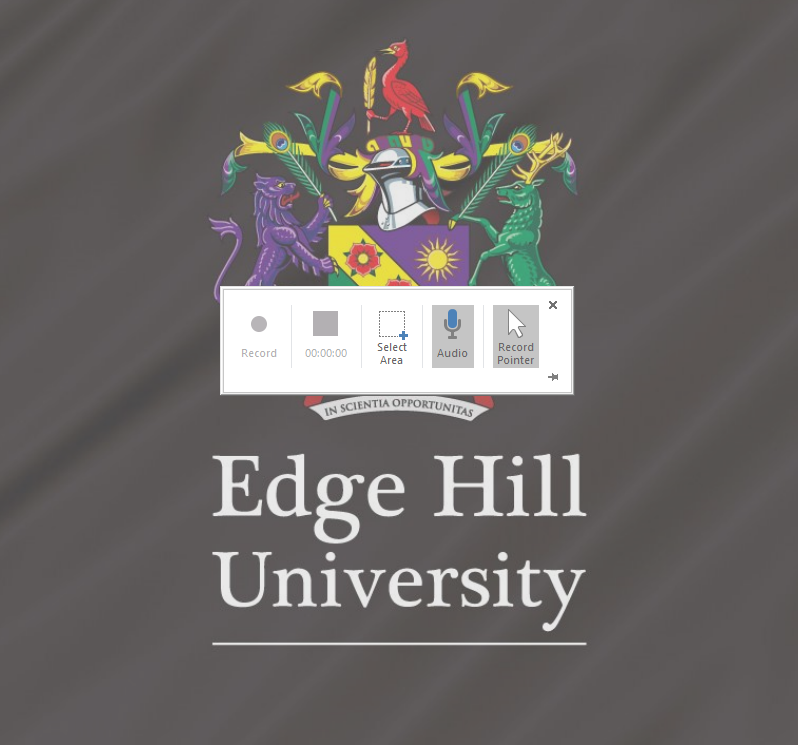 Record
00:00:00
Select
Area
Audio
Record
Pointer
IN SCIENTIA OPPORTUNITAS
Edge Hill
University